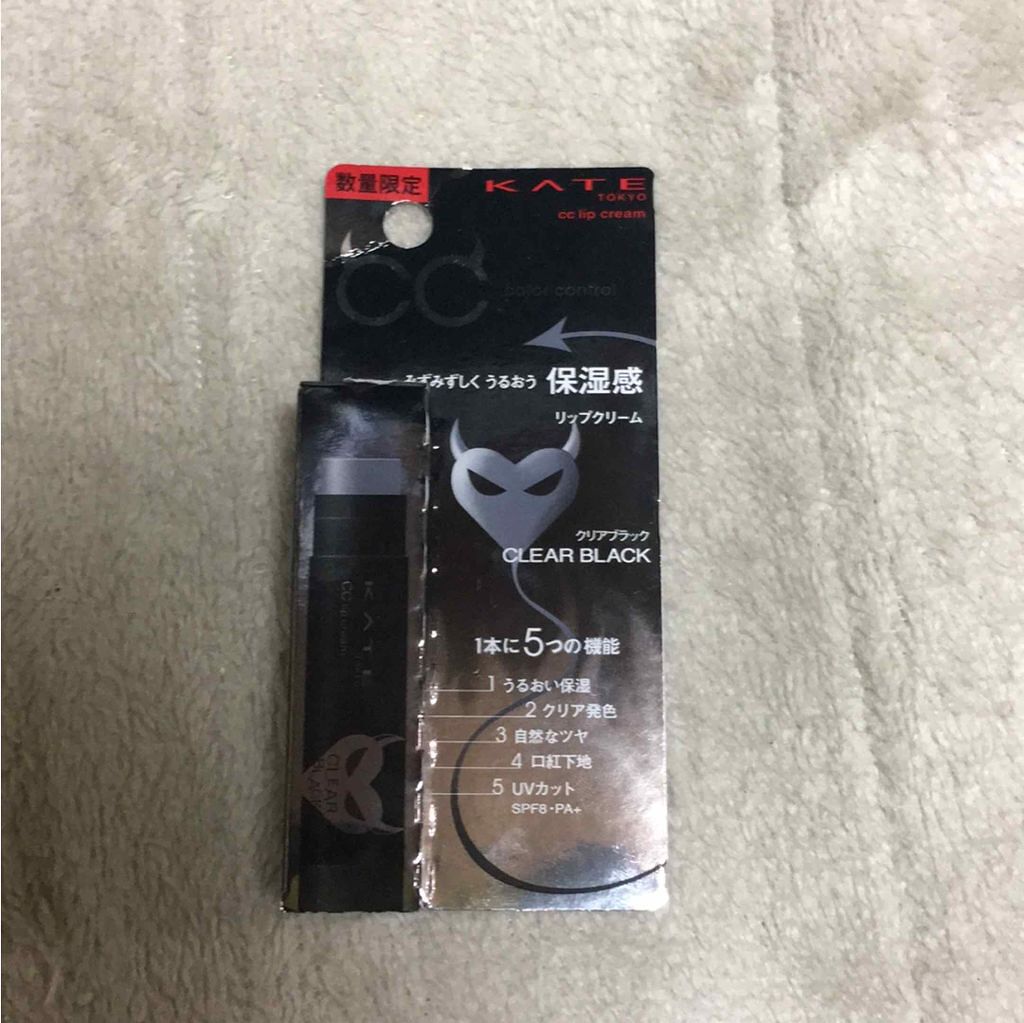 数量限定
KATE
TOKYO
cc lip cream
CC color control
みずみずしく うるおう 保湿感
リップクリーム
クリアブラック
CLEAR BLACK
1本に5つの機能
1 うるおい保湿
2 クリア発色
3 自然なツヤ
4 口紅下地
5 UVカット
SPF8・PA+
KATE
CLEAR
BLACK